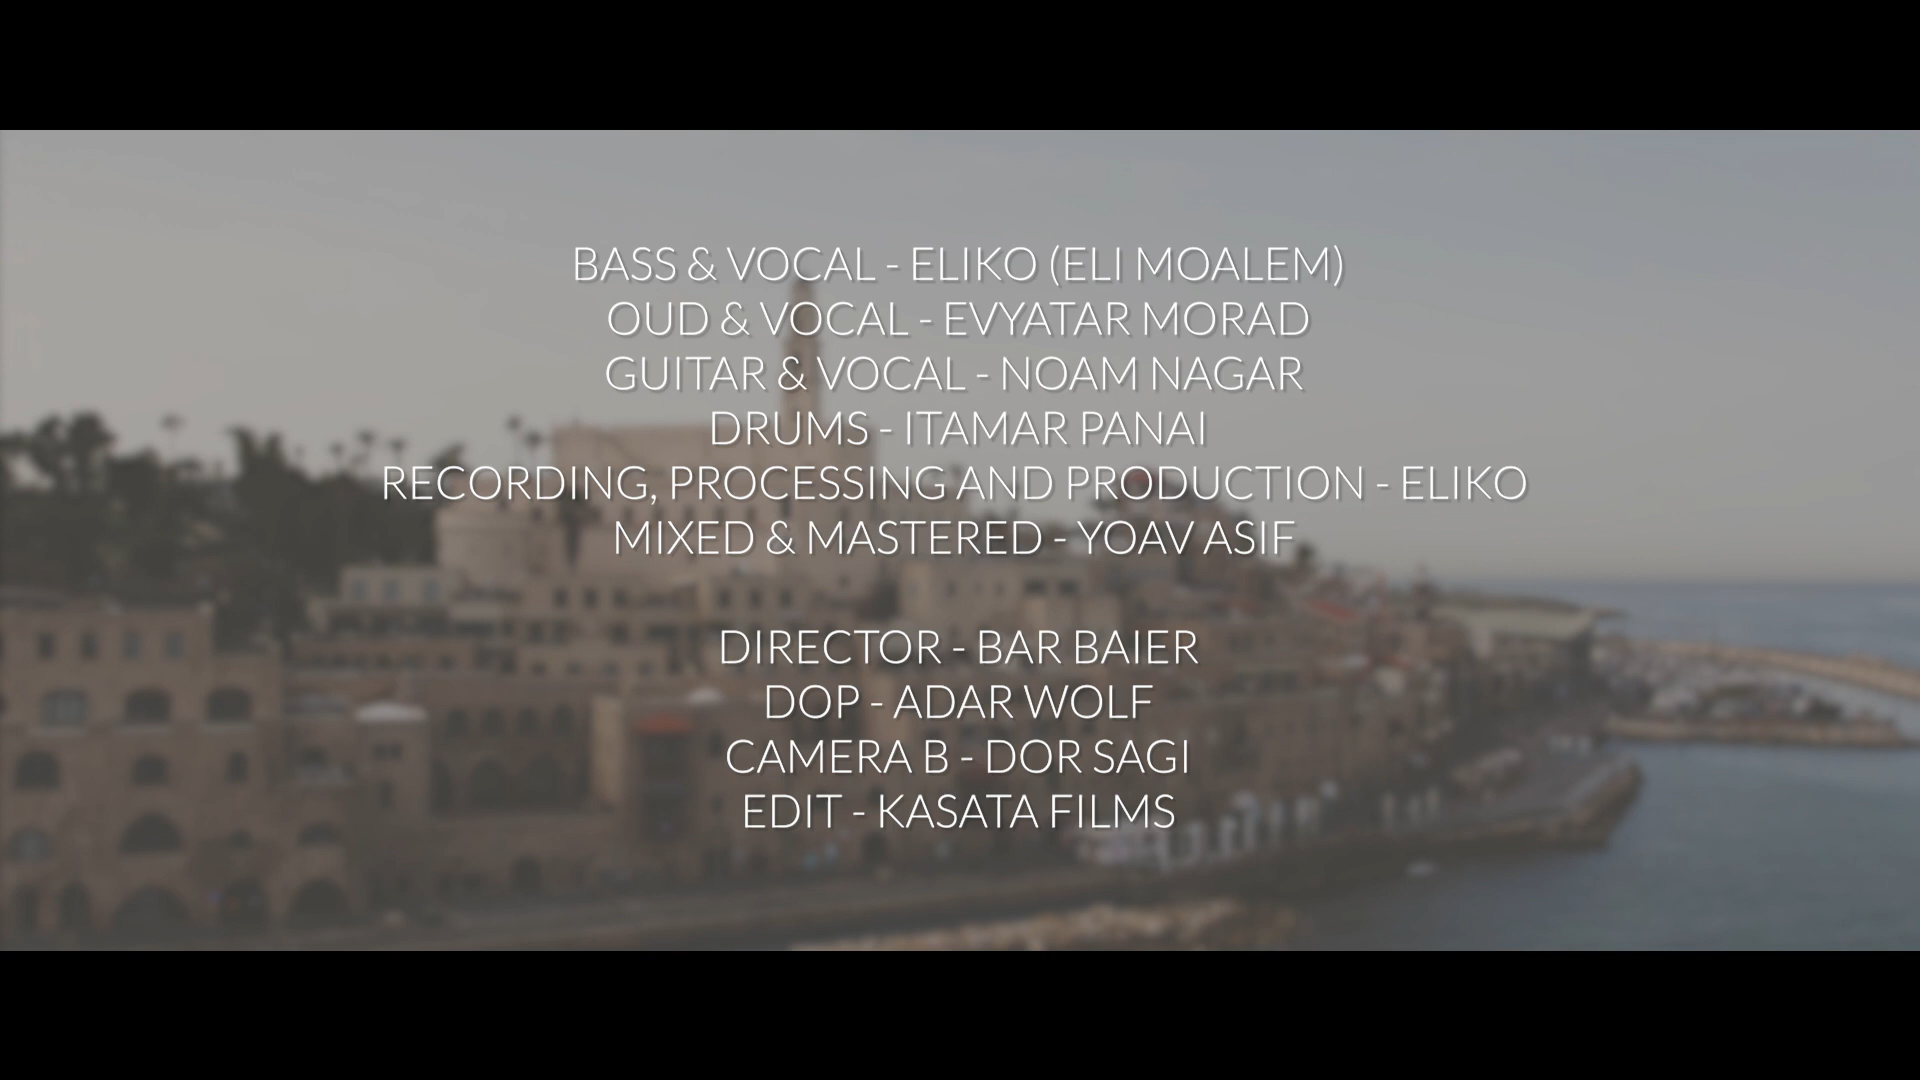 BASS & VOCAL - ELIKO (ELI MOALEM)
OUD & VOCAL - EVYATAR MORAD
GUITAR & VOCAL - NOAM NAGAR
DRUMS - ITAMAR PANAI
RECORDING, PROCESSING AND PRODUCTION - ELIKO
MIXED & MASTERED - YOAV ASIF
DIRECTOR - BAR BAIER
DOP - ADAR WOLF
CAMERA B - DOR SAGI
EDIT - KASATA FILMS